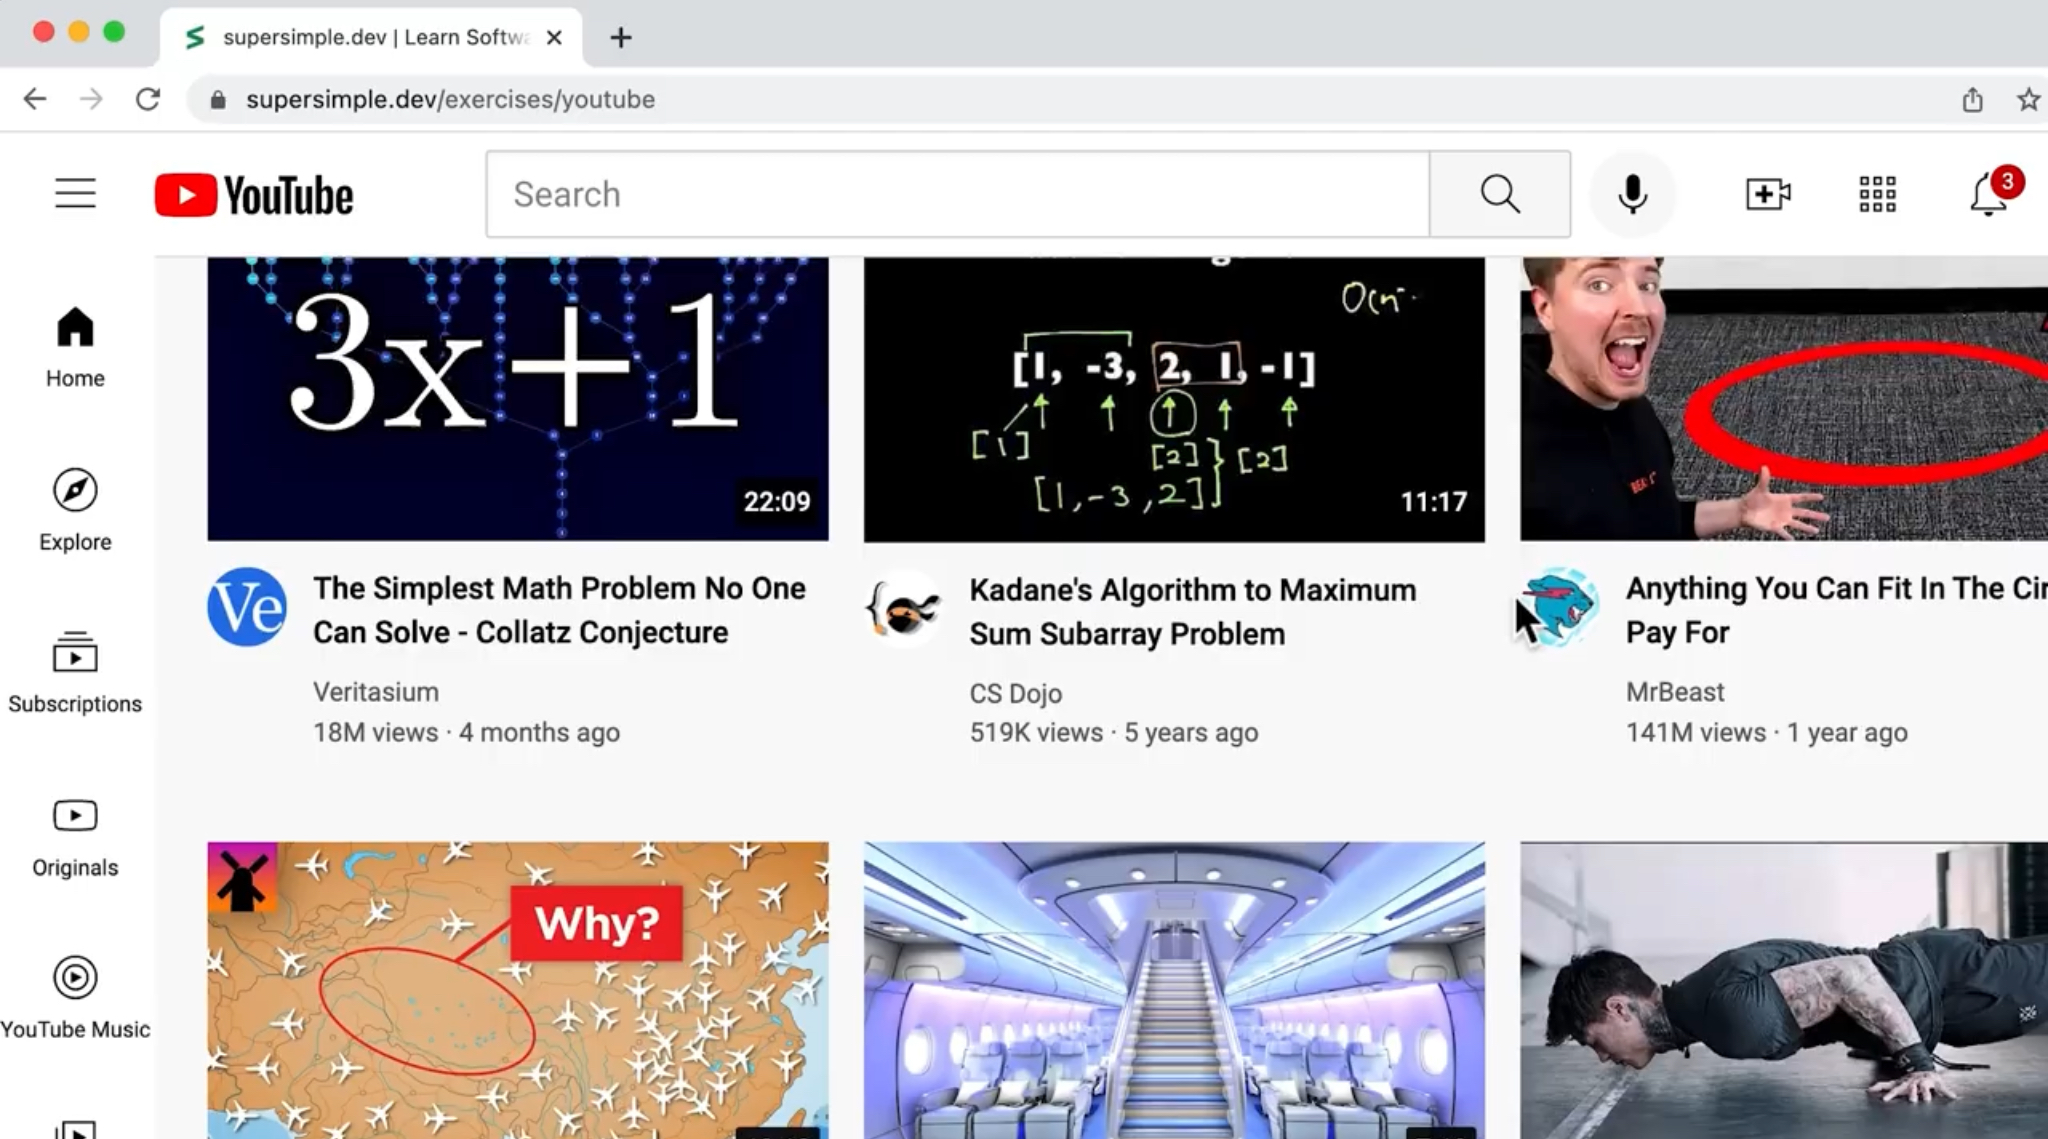 supersimple.dev | Learn Softw
supersimple.dev/exercises/youtube
YouTube
Search
3
Home
Explore
Subscriptions
Originals
YouTube Music
3x+1
22:09
[1, -3, 2, 1, -1]
[1]
[2]
[2]
[1, -3, 2]
11:17
The Simplest Math Problem No One
Can Solve - Collatz Conjecture
Veritasium
18M views · 4 months ago
Ve
Kadane's Algorithm to Maximum
Sum Subarray Problem
CS Dojo
519K views · 5 years ago
Anything You Can Fit In The
Pay For
MrBeast
141M views · 1 year ago
Why?